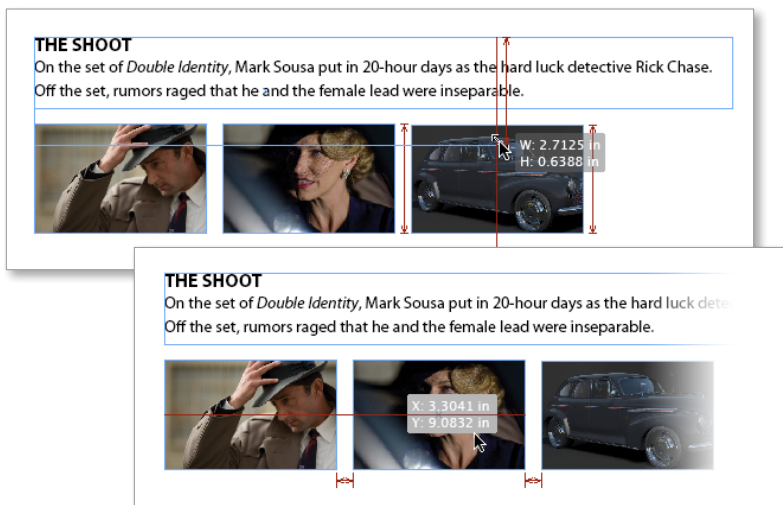 THE SHOOT
On the set of Double Identity, Mark Sousa put in 20-hour days as the hard luck detective Rick Chase.
Off the set, rumors raged that he and the female lead were inseparable.
W: 2.7125 in
H: 0.6388 in
THE SHOOT
On the set of Double Identity, Mark Sousa put in 20-hour days as the hard luck dete
Off the set, rumors raged that he and the female lead were inseparable.
X: 3.3041 in
Y: 9.0832 in